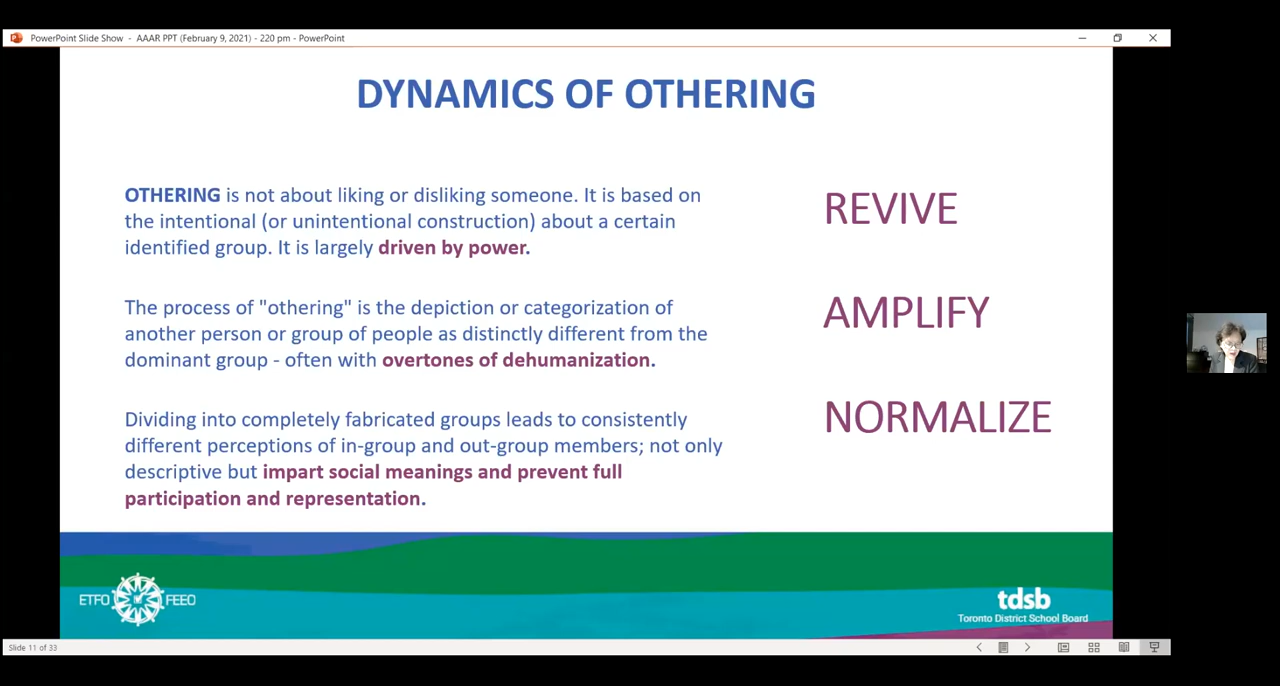 PowerPoint Slide Show - AAAR PPT (February 9, 2021) - 220 pm - PowerPoint
DYNAMICS OF OTHERING
OTHERING is not about liking or disliking someone. It is based on
the intentional (or unintentional construction) about a certain
identified group. It is largely driven by power.
The process of "othering" is the depiction or categorization of
another person or group of people as distinctly different from the
dominant group - often with overtones of dehumanization.
Dividing into completely fabricated groups leads to consistently
different perceptions of in-group and out-group members; not only
descriptive but impart social meanings and prevent full
participation and representation.
REVIVE
AMPLIFY
NORMALIZE
ETFO FEEO
tdsb
Toronto District School Board
Slide 11 of 33